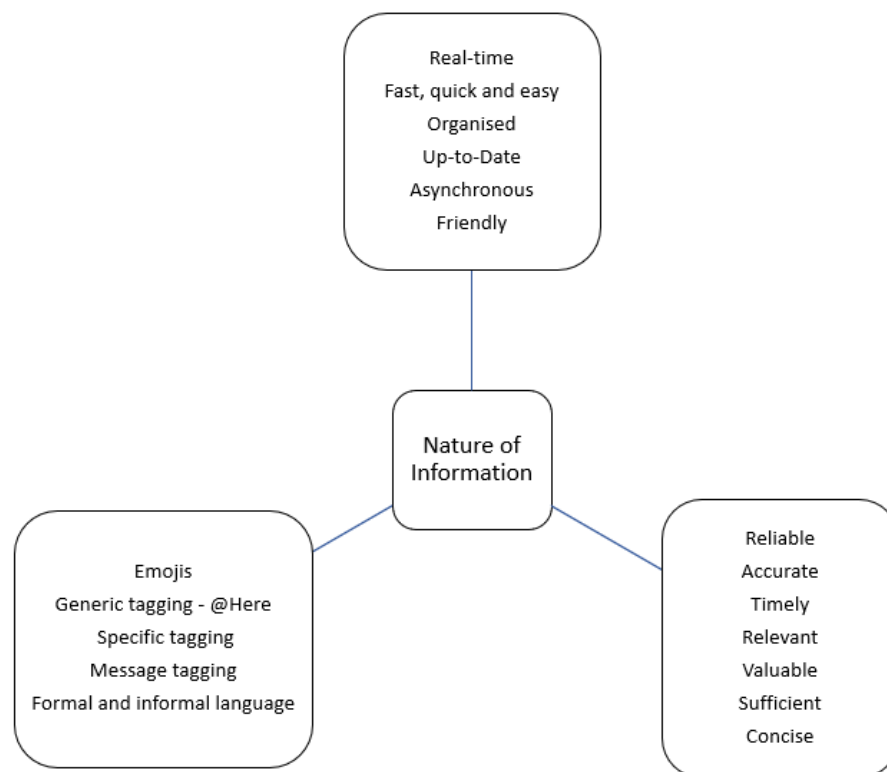 Real-time
Fast, quick and easy
Organised
Up-to-Date
Asynchronous
Friendly
Nature of
Information
Emojis
Generic tagging - @Here
Specific tagging
Message tagging
Formal and informal language
Reliable
Accurate
Timely
Relevant
Valuable
Sufficient
Concise